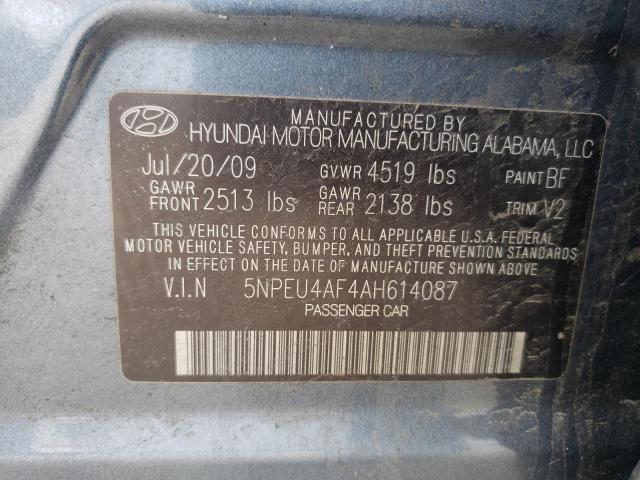 MANUFACTURED BY
HYUNDAI MOTOR MANUFACTURING ALABAMA, LLC
Jul/20/09 GVWR 4519 lbs PAINT BF
GAWR FRONT 2513 lbs GAWR REAR 2138 lbs TRIM V2
THIS VEHICLE CONFORMS TO ALL APPLICABLE U.S.A. FEDERAL
MOTOR VEHICLE SAFETY, BUMPER, AND THEFT PREVENTION STANDARDS
IN EFFECT ON THE DATE OF MANUFACTURE SHOWN ABOVE.
V.I.N 5NPEU4AF4AH614087
PASSENGER CAR